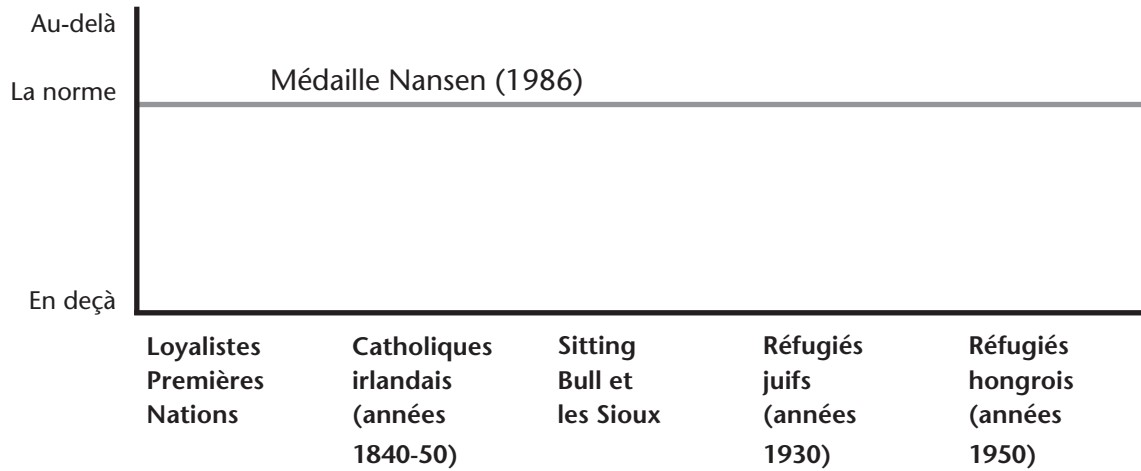 Au-delà
La norme
Médaille Nansen (1986)
En deçà
Loyalistes
Premières
Nations
Catholiques
irlandais
(années
1840-50)
Sitting
Bull et
les Sioux
Réfugiés
juifs
(années
1930)
Réfugiés
hongrois
(années
1950)